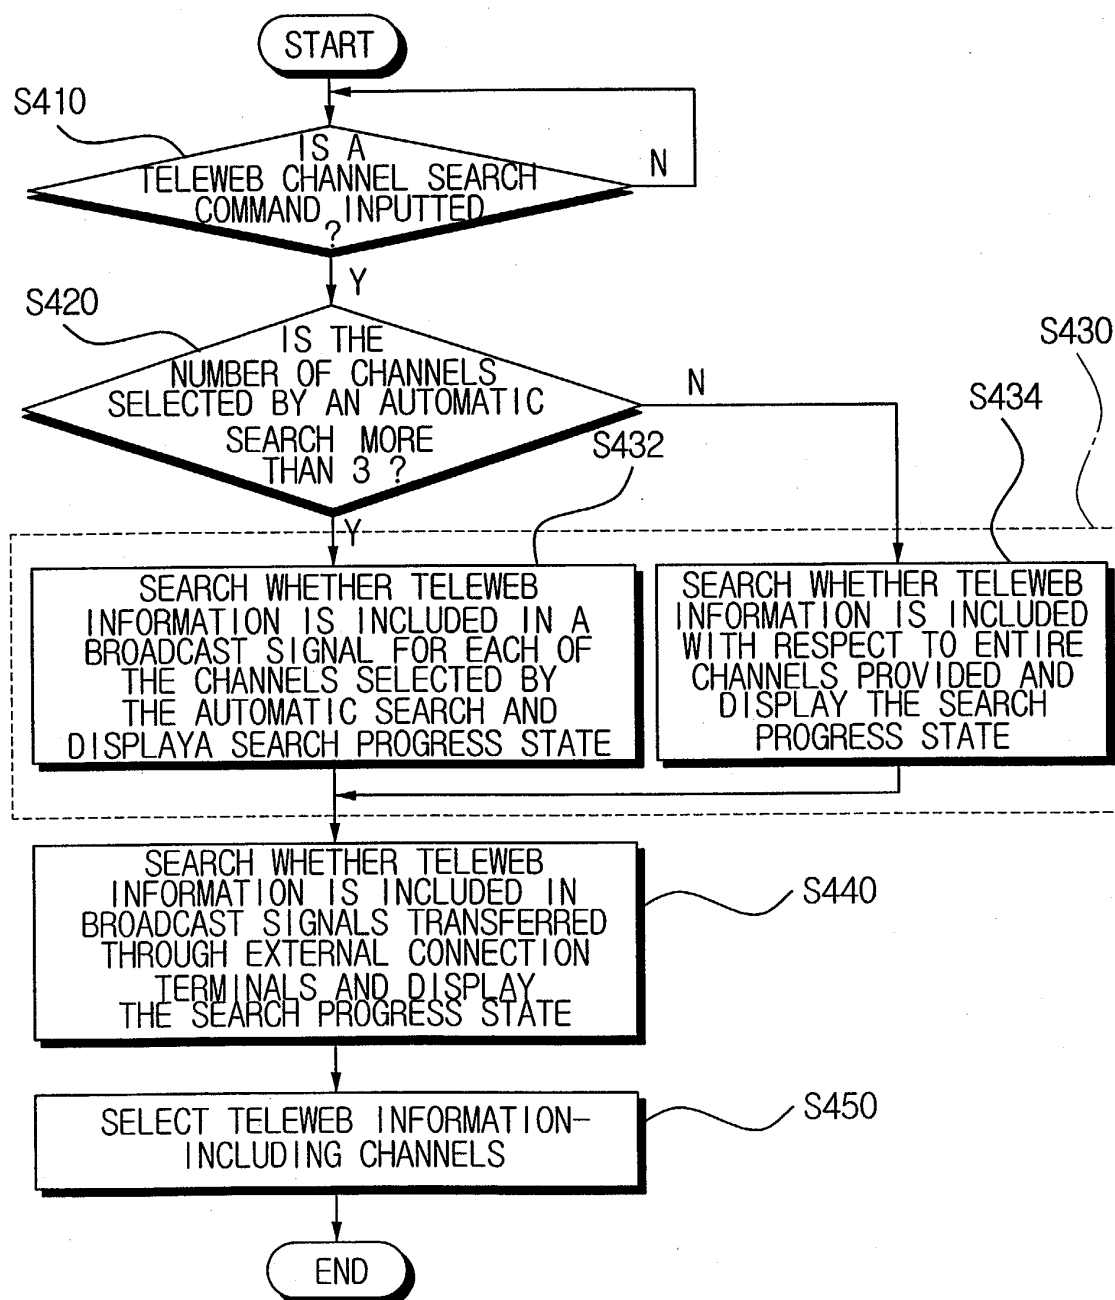 START
S410
IS A
TELEWEB CHANNEL SEARCH
COMMAND INPUTTED
?
N
Y
S420
IS THE
NUMBER OF CHANNELS
SELECTED BY AN AUTOMATIC
SEARCH MORE
THAN 3 ?
N
S430
S434
S432
Y
SEARCH WHETHER TELEWEB
INFORMATION IS INCLUDED IN A
BROADCAST SIGNAL FOR EACH OF
THE CHANNELS SELECTED BY
THE AUTOMATIC SEARCH AND
DISPLAYA SEARCH PROGRESS STATE
SEARCH WHETHER TELEWEB
INFORMATION IS INCLUDED
WITH RESPECT TO ENTIRE
CHANNELS PROVIDED AND
DISPLAY THE SEARCH
PROGRESS STATE
SEARCH WHETHER TELEWEB
INFORMATION IS INCLUDED IN
BROADCAST SIGNALS TRANSFERRED
THROUGH EXTERNAL CONNECTION
TERMINALS AND DISPLAY
THE SEARCH PROGRESS STATE
S440
SELECT TELEWEB INFORMATION-
INCLUDING CHANNELS
S450
END